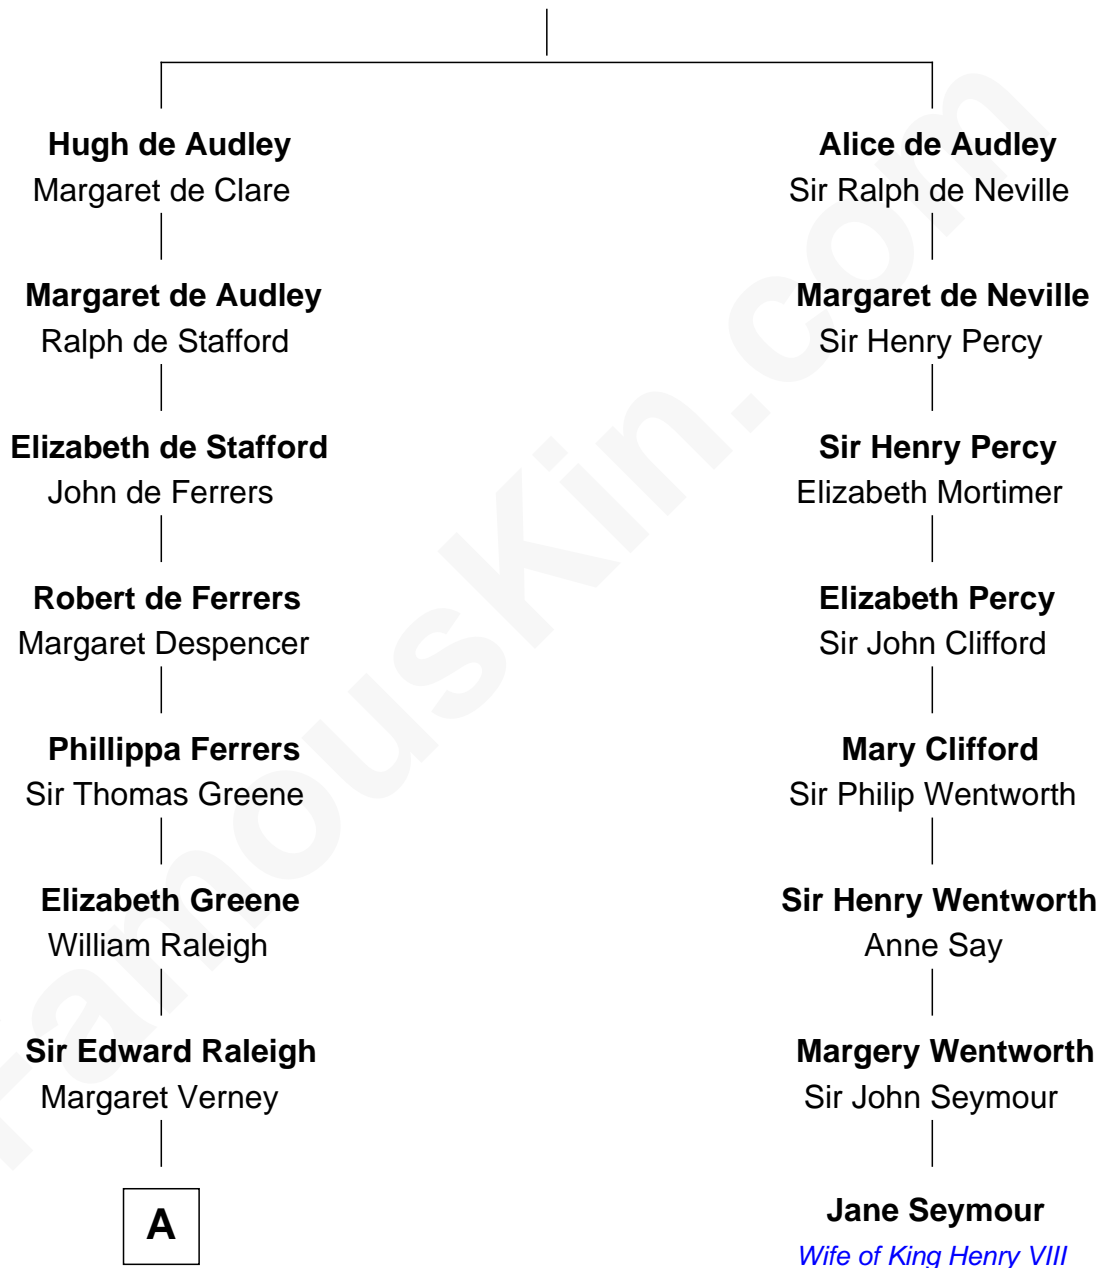 Hugh de Audley
Margaret de Clare
Margaret de Audley
Ralph de Stafford
Elizabeth de Stafford
John de Ferrers
Robert de Ferrers
Margaret Despencer
Phillippa Ferrers
Sir Thomas Greene
Elizabeth Greene
William Raleigh
Sir Edward Raleigh
Margaret Verney
A
Alice de Audley
Sir Ralph de Neville
Margaret de Neville
Sir Henry Percy
Sir Henry Percy
Elizabeth Mortimer
Elizabeth Percy
Sir John Clifford
Mary Clifford
Sir Philip Wentworth
Sir Henry Wentworth
Anne Say
Margery Wentworth
Sir John Seymour
Jane Seymour
Wife of King Henry VIII
FamousKin.com